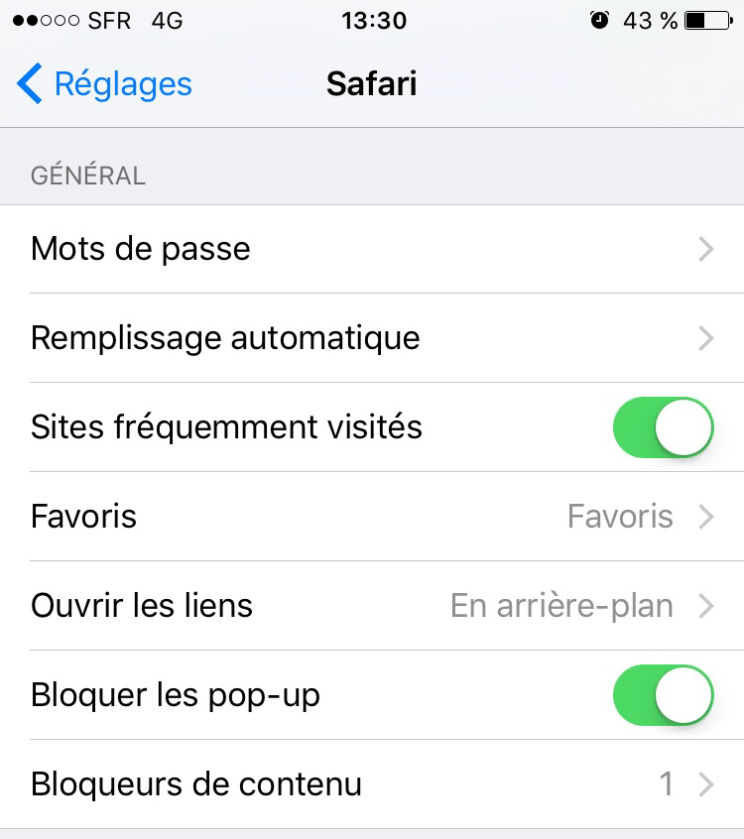 SFR 4G 13:30 43 %
Réglages Safari
GÉNÉRAL
Mots de passe
Remplissage automatique
Sites fréquemment visités
Favoris Favoris
Ouvrir les liens En arrière-plan
Bloquer les pop-up
Bloqueurs de contenu 1